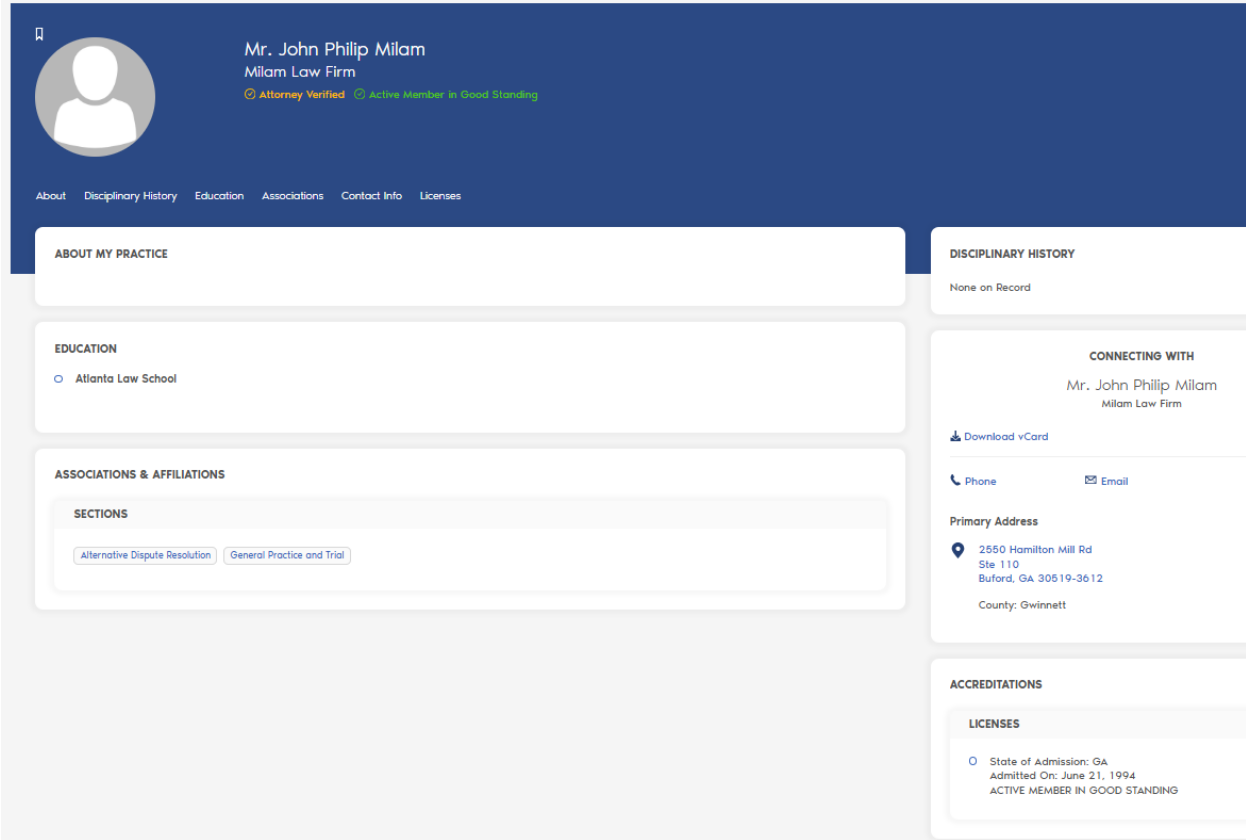 Mr. John Philip Milam
Milam Law Firm
Attorney Verified Active Member in Good Standing
About Disciplinary History Education Associations Contact Info Licenses
ABOUT MY PRACTICE
EDUCATION
Atlanta Law School
ASSOCIATIONS & AFFILIATIONS
SECTIONS
Alternative Dispute Resolution General Practice and Trial
DISCIPLINARY HISTORY
None on Record
CONNECTING WITH
Mr. John Philip Milam
Milam Law Firm
Download vCard
Phone Email
Primary Address
2550 Hamilton Mill Rd
Ste 110
Buford, GA 30519-3612
County: Gwinnett
ACCREDITATIONS
LICENSES
State of Admission: GA
Admitted On: June 21, 1994
ACTIVE MEMBER IN GOOD STANDING